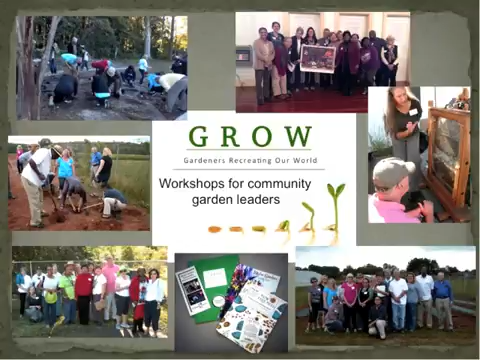 GROW
Gardeners Recreating Our World
Workshops for community
garden leaders